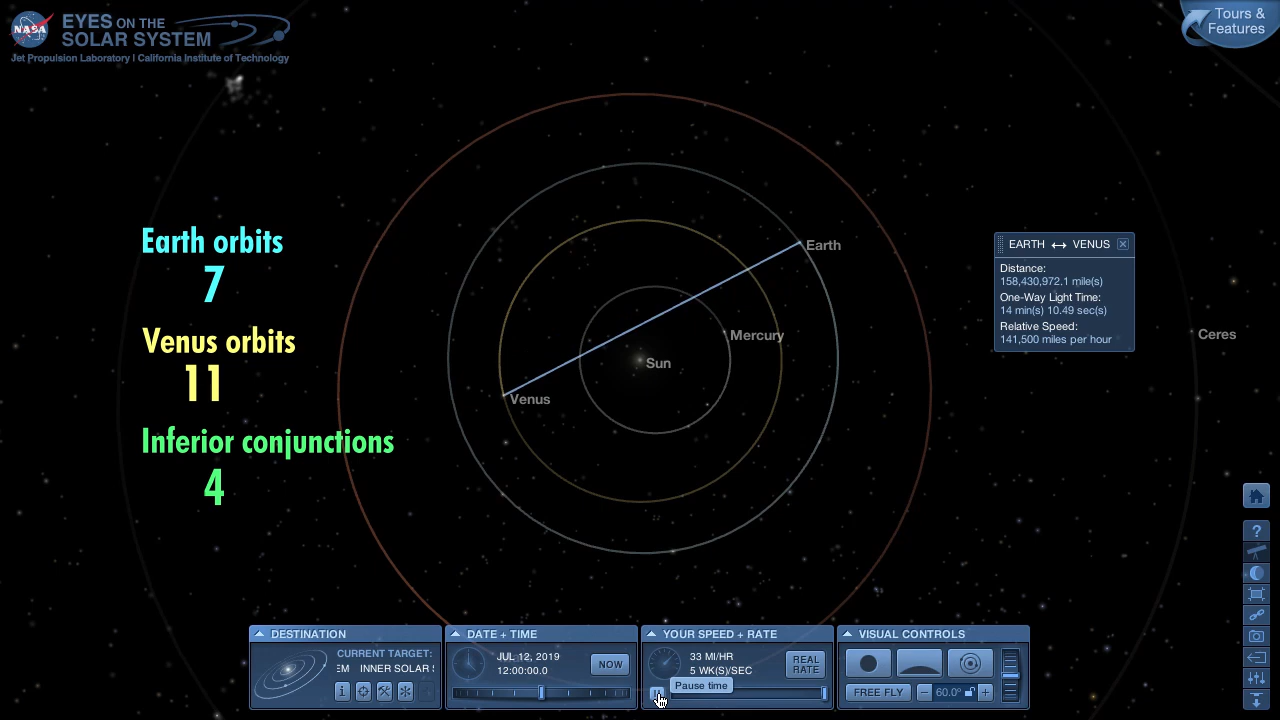 NASA
EYES ON THE
SOLAR SYSTEM
Jet Propulsion Laboratory | California Institute of Technology
Tours &
Features
Earth orbits
7
Venus orbits
11
Inferior conjunctions
4
Earth
Mercury
Sun
Venus
Ceres
EARTH ↔ VENUS
Distance:
158,430,972.1 mile(s)
One-Way Light Time:
14 min(s) 10.49 sec(s)
Relative Speed:
141,500 miles per hour
DESTINATION
CURRENT TARGET:
EM INNER SOLAR S
DATE + TIME
JUL 12, 2019
12:00:00.0
NOW
YOUR SPEED + RATE
33 MI/HR
5 WK(S)/SEC
REAL
RATE
Pause time
VISUAL CONTROLS
FREE FLY
60.0°